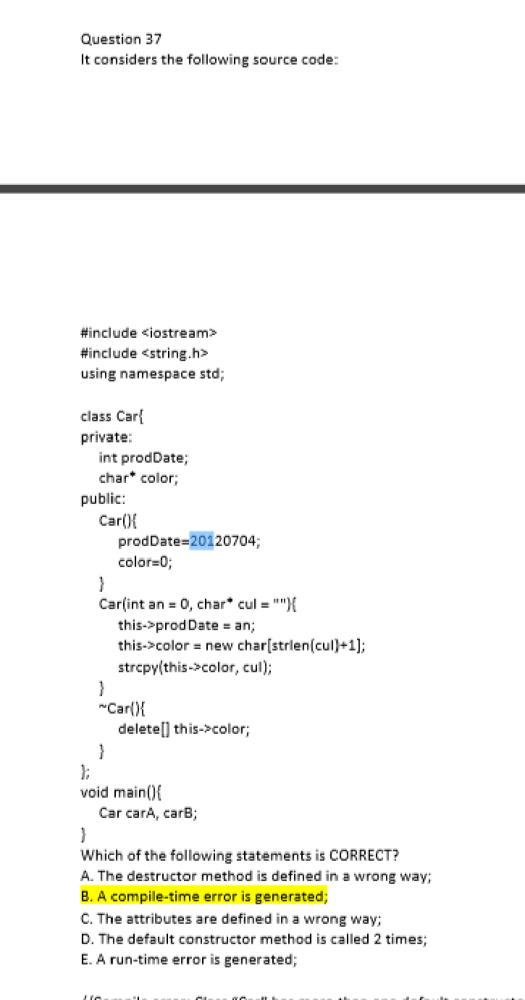 Question 37
It considers the following source code:
#include <iostream>
#include <string.h>
using namespace std;
class Car{
private:
int prodDate;
char* color;
public:
Car(){
prodDate=20120704;
color=0;
}
Car(int an = 0, char* cul = ""){
this->prodDate = an;
this->color = new char[strlen(cul)+1];
strcpy(this->color, cul);
}
~Car(){
delete[] this->color;
}
};
void main(){
Car carA, carB;
}
Which of the following statements is CORRECT?
A. The destructor method is defined in a wrong way;
B. A compile-time error is generated;
C. The attributes are defined in a wrong way;
D. The default constructor method is called 2 times;
E. A run-time error is generated;